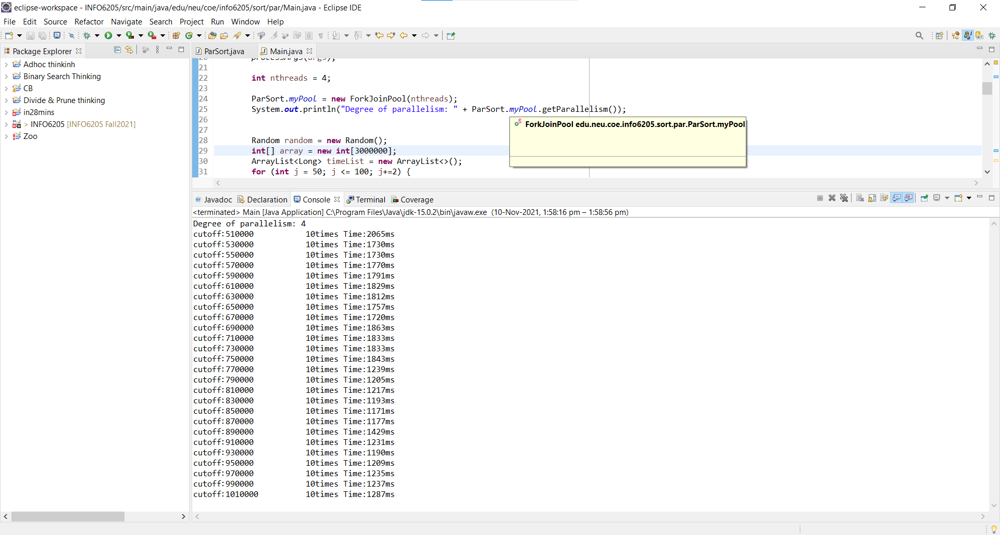 eclipse-workspace - INFO6205/src/main/java/edu/neu/coe/info6205/sort/par/Main.java - Eclipse IDE
File Edit Source Refactor Navigate Search Project Run Window Help
Package Explorer
Adhoc thinkinh
Binary Search Thinking
CB
Divide & Prune thinking
in28mins
> INFO6205 [INFO6205 Fall2021]
Zoo
ParSort.java Main.java
20 processArgs(args);
21
22 int nthreads = 4;
23
24 ParSort.myPool = new ForkJoinPool(nthreads);
25 System.out.println("Degree of parallelism: " + ParSort.myPool.getParallelism());
26
27
28 Random random = new Random();
29 int[] array = new int[3000000];
30 ArrayList<Long> timeList = new ArrayList<>();
31 for (int j = 50; j <= 100; j+=2) {
ForkJoinPool edu.neu.coe.info6205.sort.par.ParSort.myPool
@ Javadoc Declaration Console Terminal Coverage
<terminated> Main [Java Application] C:\Program Files\Java\jdk-15.0.2\bin\javaw.exe (10-Nov-2021, 1:58:16 pm – 1:58:56 pm)
Degree of parallelism: 4
cutoff:510000 10times Time:2065ms
cutoff:530000 10times Time:1730ms
cutoff:550000 10times Time:1730ms
cutoff:570000 10times Time:1770ms
cutoff:590000 10times Time:1791ms
cutoff:610000 10times Time:1829ms
cutoff:630000 10times Time:1812ms
cutoff:650000 10times Time:1757ms
cutoff:670000 10times Time:1720ms
cutoff:690000 10times Time:1863ms
cutoff:710000 10times Time:1833ms
cutoff:730000 10times Time:1833ms
cutoff:750000 10times Time:1843ms
cutoff:770000 10times Time:1239ms
cutoff:790000 10times Time:1205ms
cutoff:810000 10times Time:1217ms
cutoff:830000 10times Time:1193ms
cutoff:850000 10times Time:1171ms
cutoff:870000 10times Time:1177ms
cutoff:890000 10times Time:1429ms
cutoff:910000 10times Time:1231ms
cutoff:930000 10times Time:1190ms
cutoff:950000 10times Time:1209ms
cutoff:970000 10times Time:1235ms
cutoff:990000 10times Time:1237ms
cutoff:1010000 10times Time:1287ms